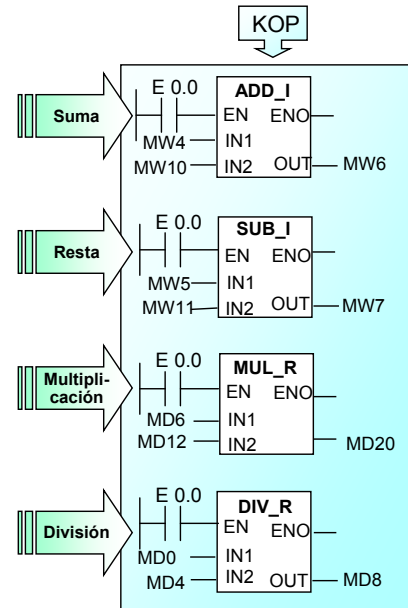 KOP
Suma
E 0.0
ADD_I
EN ENO
MW4 IN1
MW10 IN2 OUT MW6
Resta
E 0.0
SUB_I
EN ENO
MW5 IN1
MW11 IN2 OUT MW7
Multipli-
cación
E 0.0
MUL_R
EN ENO
MD6 IN1
MD12 IN2 MD20
División
E 0.0
DIV_R
EN ENO
MD0 IN1
MD4 IN2 OUT MD8